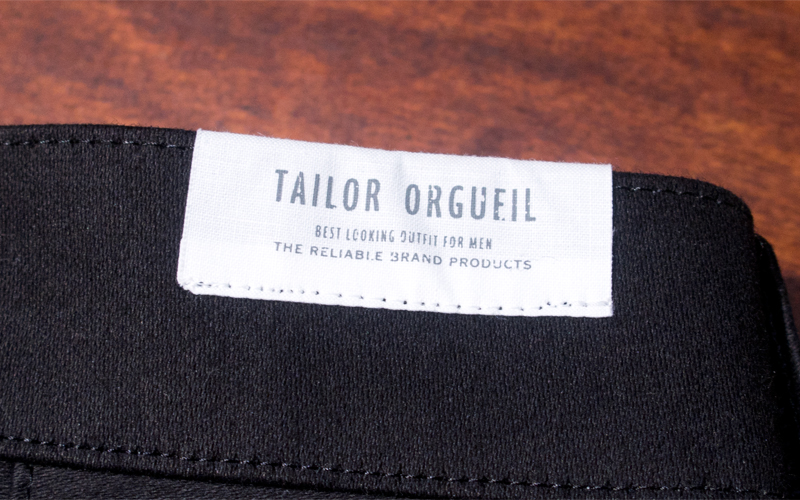 TAILOR ORGUEIL
BEST LOOKING OUTFIT FOR MEN
THE RELIABLE BRAND PRODUCTS